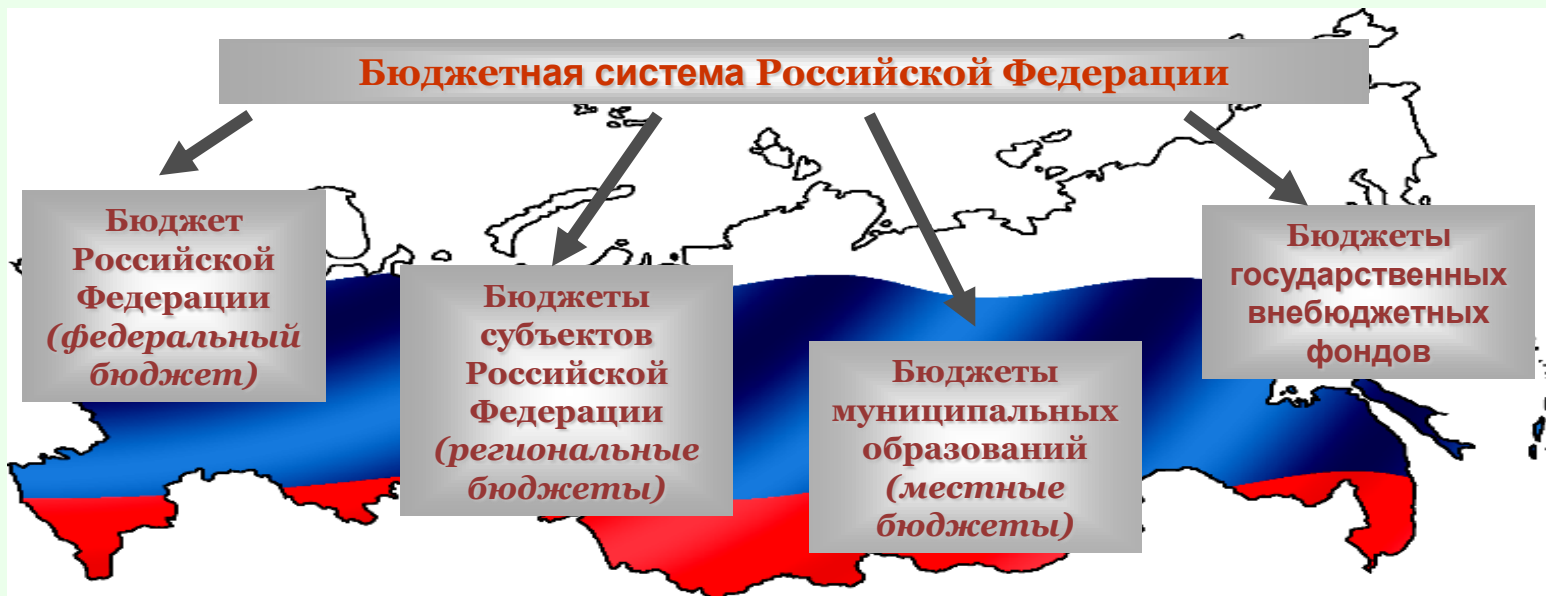 Бюджетная система Российской Федерации
Бюджет
Российской
Федерации
(федеральный
бюджет)
Бюджеты
субъектов
Российской
Федерации
(региональные
бюджеты)
Бюджеты
муниципальных
образований
(местные
бюджеты)
Бюджеты
государственных
внебюджетных
фондов